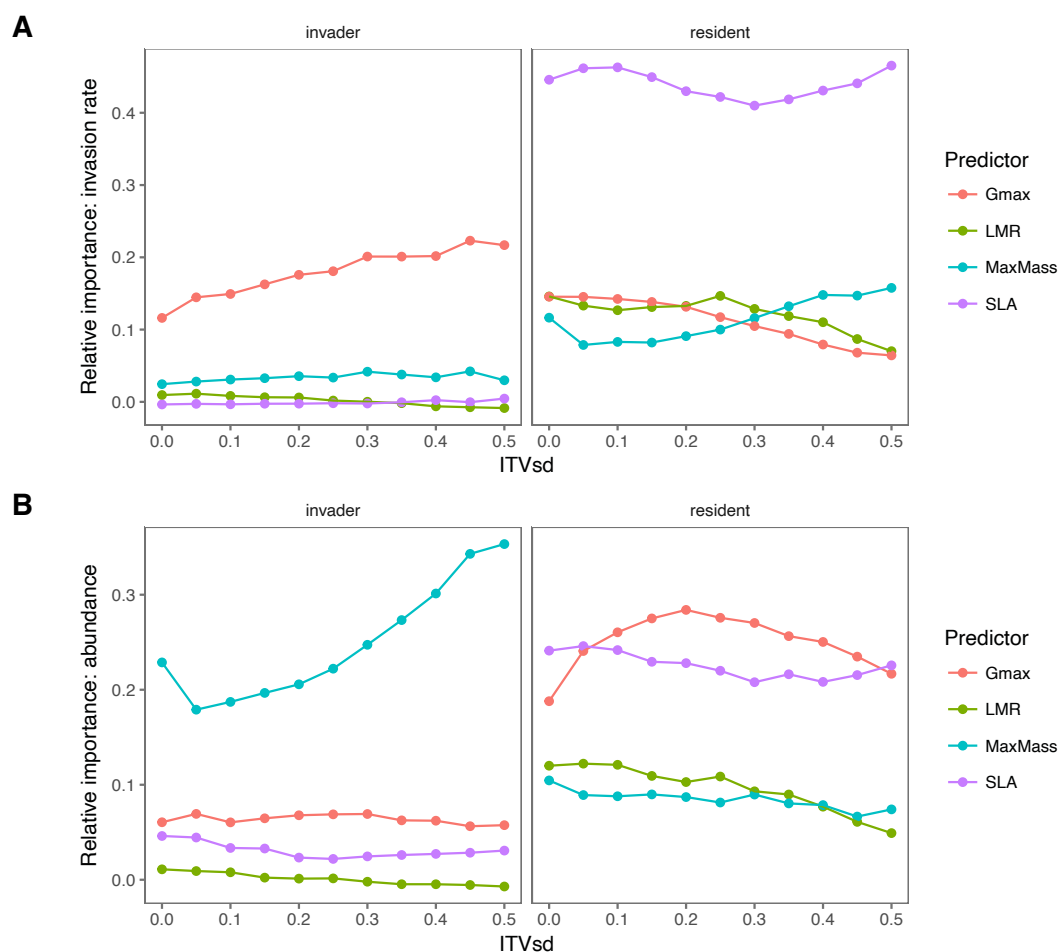 A
invader
resident
Relative importance: invasion rate
0.4
0.3
0.2
0.1
0.0
0.0 0.1 0.2 0.3 0.4 0.5
0.0 0.1 0.2 0.3 0.4 0.5
ITVsd
Predictor
Gmax
LMR
MaxMass
SLA
B
invader
resident
Relative importance: abundance
0.3
0.2
0.1
0.0
0.0 0.1 0.2 0.3 0.4 0.5
0.0 0.1 0.2 0.3 0.4 0.5
ITVsd
Predictor
Gmax
LMR
MaxMass
SLA